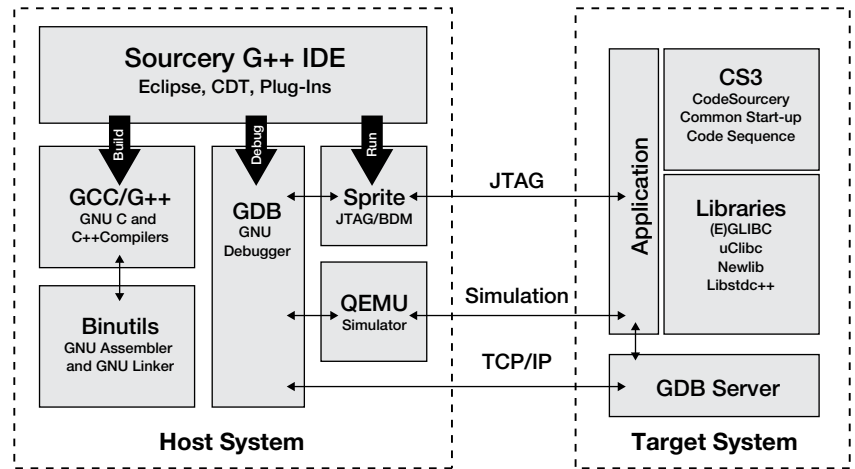 Sourcery G++ IDE
Eclipse, CDT, Plug-Ins
Build
Debug
Run
GCC/G++
GNU C and
C++Compilers
GDB
GNU
Debugger
Sprite
JTAG/BDM
Binutils
GNU Assembler
and GNU Linker
QEMU
Simulator
Host System
JTAG
Simulation
TCP/IP
Application
CS3
CodeSourcery
Common Start-up
Code Sequence
Libraries
(E)GLIBC
uClibc
Newlib
Libstdc++
GDB Server
Target System